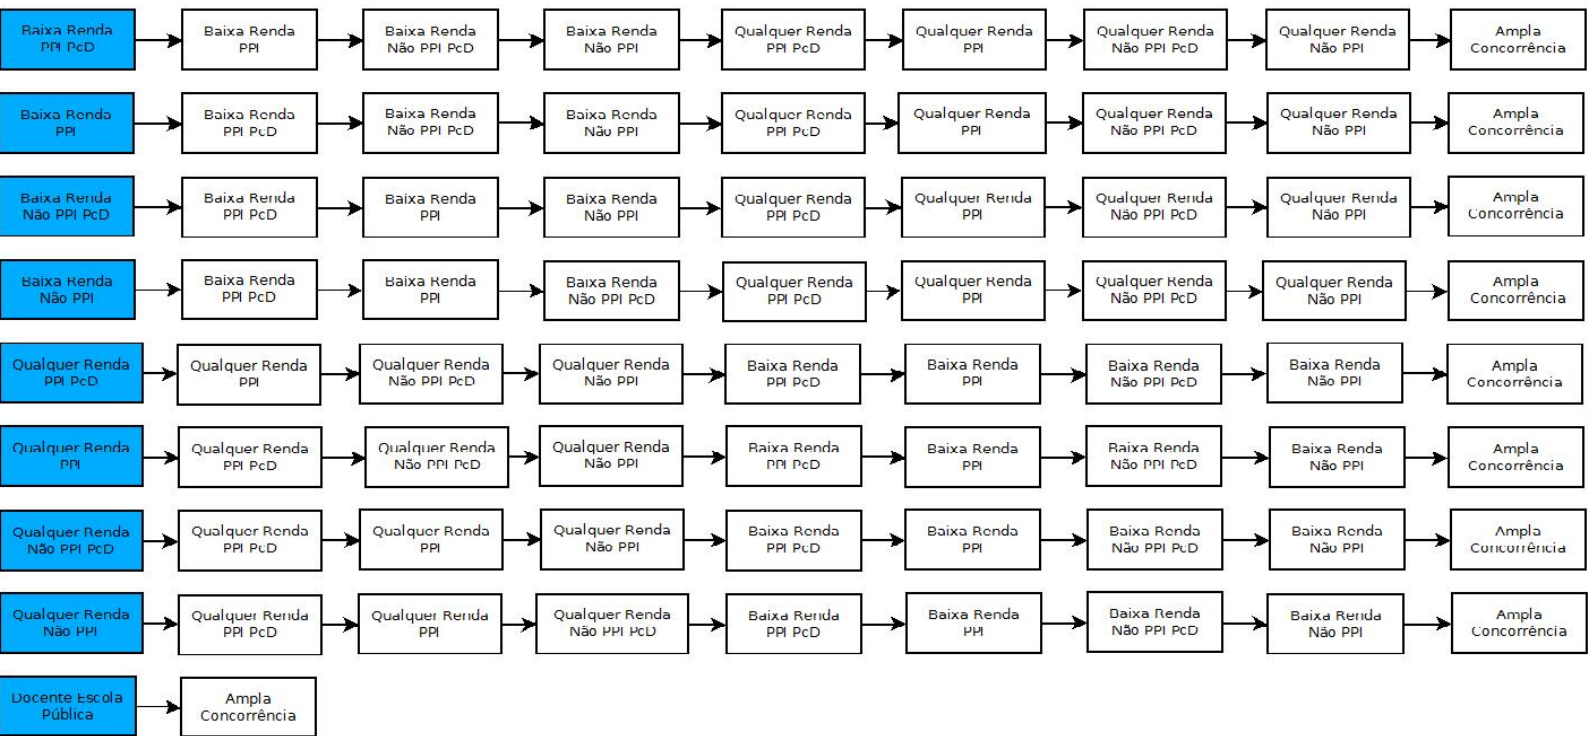 Baixa Renda
PPI PcD
Baixa Renda
PPI
Baixa Renda
Não PPI PcD
Baixa Renda
Não PPI
Qualquer Renda
PPI PcD
Qualquer Renda
PPI
Qualquer Renda
Não PPI PcD
Qualquer Renda
Não PPI
Ampla
Concorrência
Baixa Renda
PPI
Baixa Renda
PPI PcD
Baixa Renda
Não PPI PcD
Baixa Renda
Não PPI
Qualquer Renda
PPI PcD
Qualquer Renda
PPI
Qualquer Renda
Não PPI PcD
Qualquer Renda
Não PPI
Ampla
Concorrência
Baixa Renda
Não PPI PcD
Baixa Renda
PPI PcD
Baixa Renda
PPI
Baixa Renda
Não PPI
Qualquer Renda
PPI PcD
Qualquer Renda
PPI
Qualquer Renda
Não PPI PcD
Qualquer Renda
Não PPI
Ampla
Concorrência
Baixa Renda
Não PPI
Baixa Renda
PPI PcD
Baixa Renda
PPI
Baixa Renda
Não PPI PcD
Qualquer Renda
PPI PcD
Qualquer Renda
PPI
Qualquer Renda
Não PPI PcD
Qualquer Renda
Não PPI
Ampla
Concorrência
Qualquer Renda
PPI PcD
Qualquer Renda
PPI
Qualquer Renda
Não PPI PcD
Qualquer Renda
Não PPI
Baixa Renda
PPI PcD
Baixa Renda
PPI
Baixa Renda
Não PPI PcD
Baixa Renda
Não PPI
Ampla
Concorrência
Qualquer Renda
PPI
Qualquer Renda
PPI PcD
Qualquer Renda
Não PPI PcD
Qualquer Renda
Não PPI
Baixa Renda
PPI PcD
Baixa Renda
PPI
Baixa Renda
Não PPI PcD
Baixa Renda
Não PPI
Ampla
Concorrência
Qualquer Renda
Não PPI PcD
Qualquer Renda
PPI PcD
Qualquer Renda
PPI
Qualquer Renda
Não PPI
Baixa Renda
PPI PcD
Baixa Renda
PPI
Baixa Renda
Não PPI PcD
Baixa Renda
Não PPI
Ampla
Concorrência
Qualquer Renda
Não PPI
Qualquer Renda
PPI PcD
Qualquer Renda
PPI
Qualquer Renda
Não PPI PcD
Baixa Renda
PPI PcD
Baixa Renda
PPI
Baixa Renda
Não PPI PcD
Baixa Renda
Não PPI
Ampla
Concorrência
Docente Escola
Pública
Ampla
Concorrência